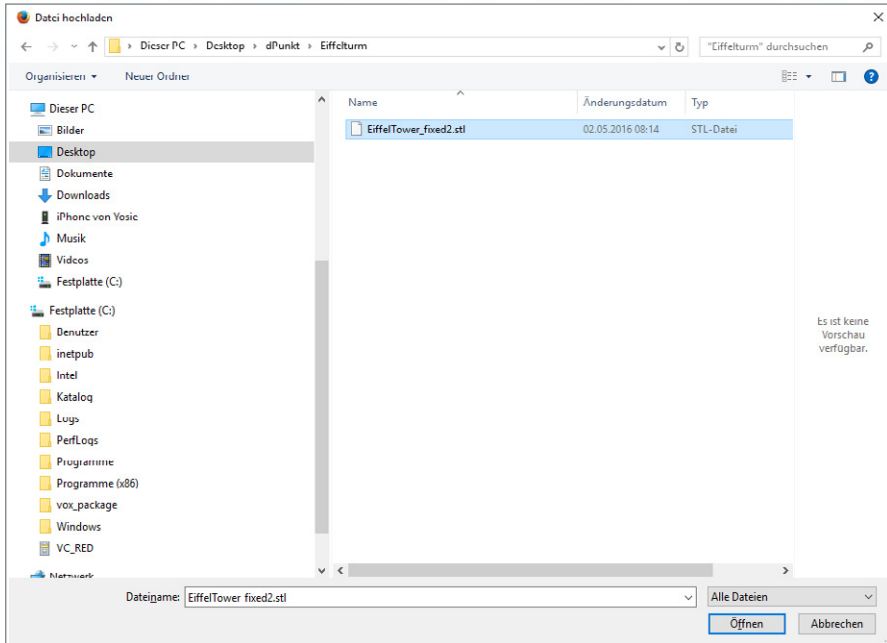 Datei hochladen
Dieser PC > Desktop > dPunkt > Eiffelturm
"Eiffelturm" durchsuchen
Organisieren
Neuer Ordner
Dieser PC
Bilder
Desktop
Dokumente
Downloads
iPhone von Yosie
Musik
Videos
Festplatte (C:)
Festplatte (C:)
Benutzer
inetpub
Intel
Katalog
Logs
PerfLogs
Programme
Programme (x86)
vox_package
Windows
VC_RED
Netzwerk
Name Änderungsdatum Typ
EiffelTower_fixed2.stl 02.05.2016 08:14 STL-Datei
Es ist keine
Vorschau
verfügbar.
Dateiname: EiffelTower fixed2.stl
Alle Dateien
Öffnen Abbrechen